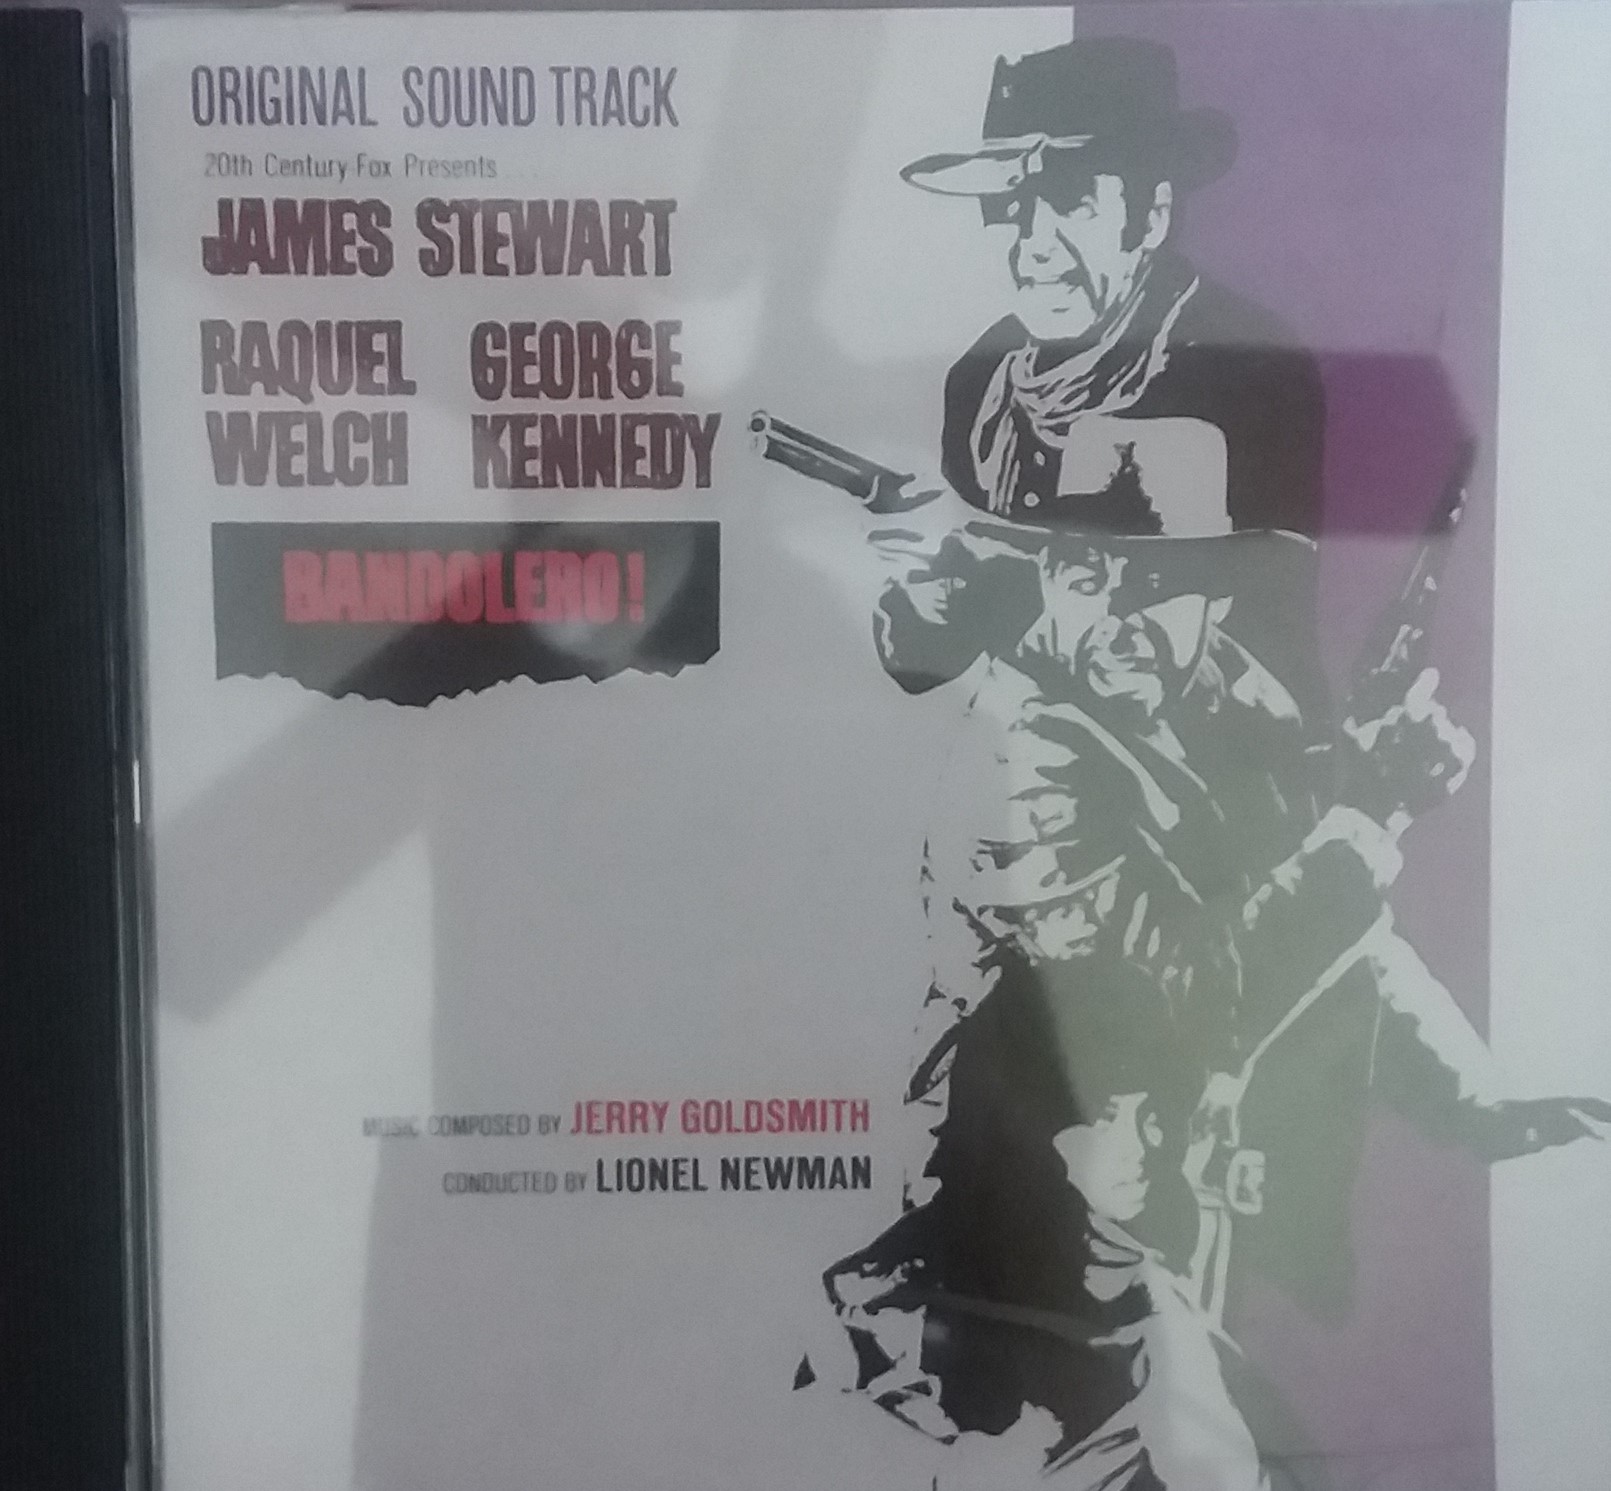 ORIGINAL SOUND TRACK
20th Century-Fox Presents...
JAMES STEWART
RAQUEL GEORGE
WELCH KENNEDY
BANDOLERO!
MUSIC COMPOSED BY JERRY GOLDSMITH
CONDUCTED BY LIONEL NEWMAN